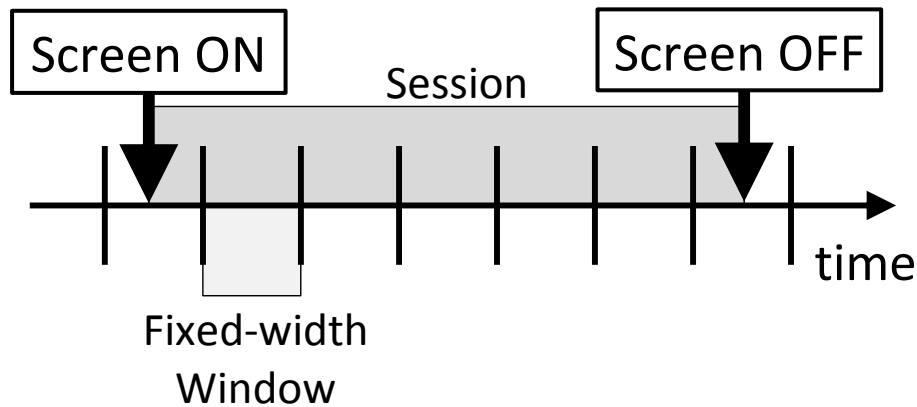 Screen ON
Screen OFF
Session
time
Fixed-width
Window